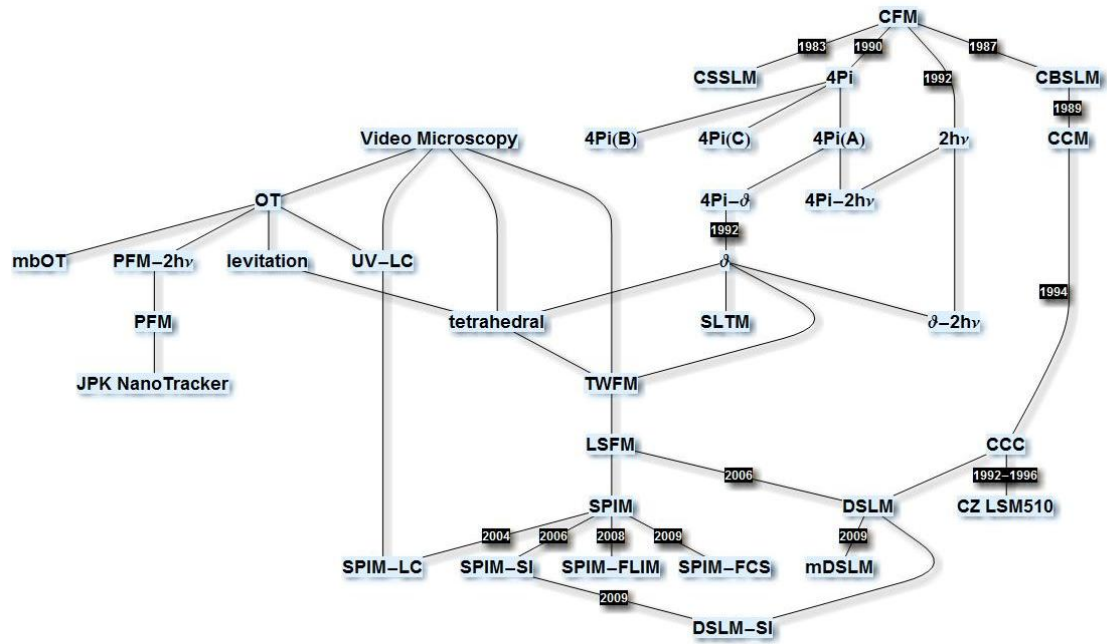 CFM
1983
1990
1987
CSSLM
4Pi
1992
CBSLM
1989
Video Microscopy
4Pi(B)
4Pi(C)
4Pi(A)
2hν
CCM
OT
4Pi−ϑ
4Pi−2hν
1992
mbOT
PFM−2hν
levitation
UV−LC
ϑ
1994
PFM
tetrahedral
SLTM
ϑ−2hν
JPK NanoTracker
TWFM
LSFM
CCC
2006
1992−1996
SPIM
DSLM
CZ LSM510
2004
2006
2008
2009
2009
SPIM−LC
SPIM−SI
SPIM−FLIM
SPIM−FCS
mDSLM
2009
DSLM−SI